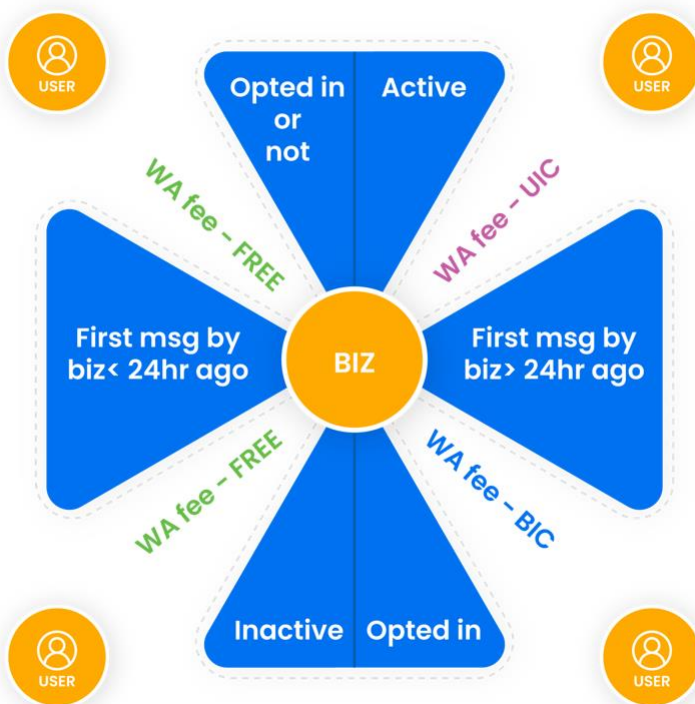 USER
USER
Opted in
or
not
Active
WA fee - FREE
WA fee - UIC
First msg by
biz< 24hr ago
BIZ
First msg by
biz> 24hr ago
WA fee - FREE
WA fee - BIC
Inactive
Opted in
USER
USER